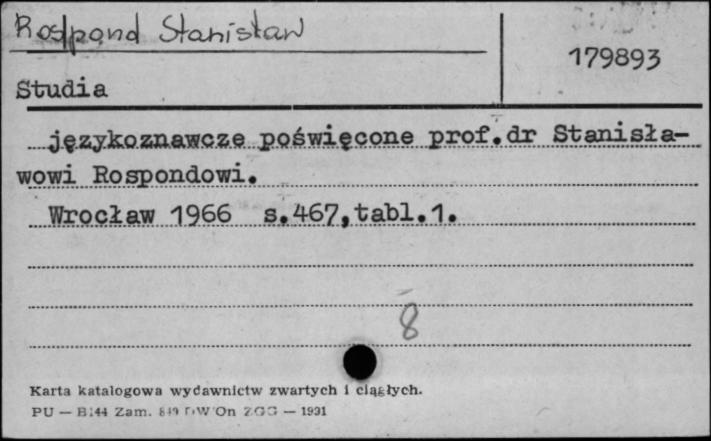 Rospond Stanisław
179893
Studia
językoznawcze poświęcone prof.dr Stanisła-
wowi Rospondowi.
Wrocław 1966 s.467,tabl.1.
8
Karta katalogowa wydawnictw zwartych i ciągłych.
PU — B144 Zam.